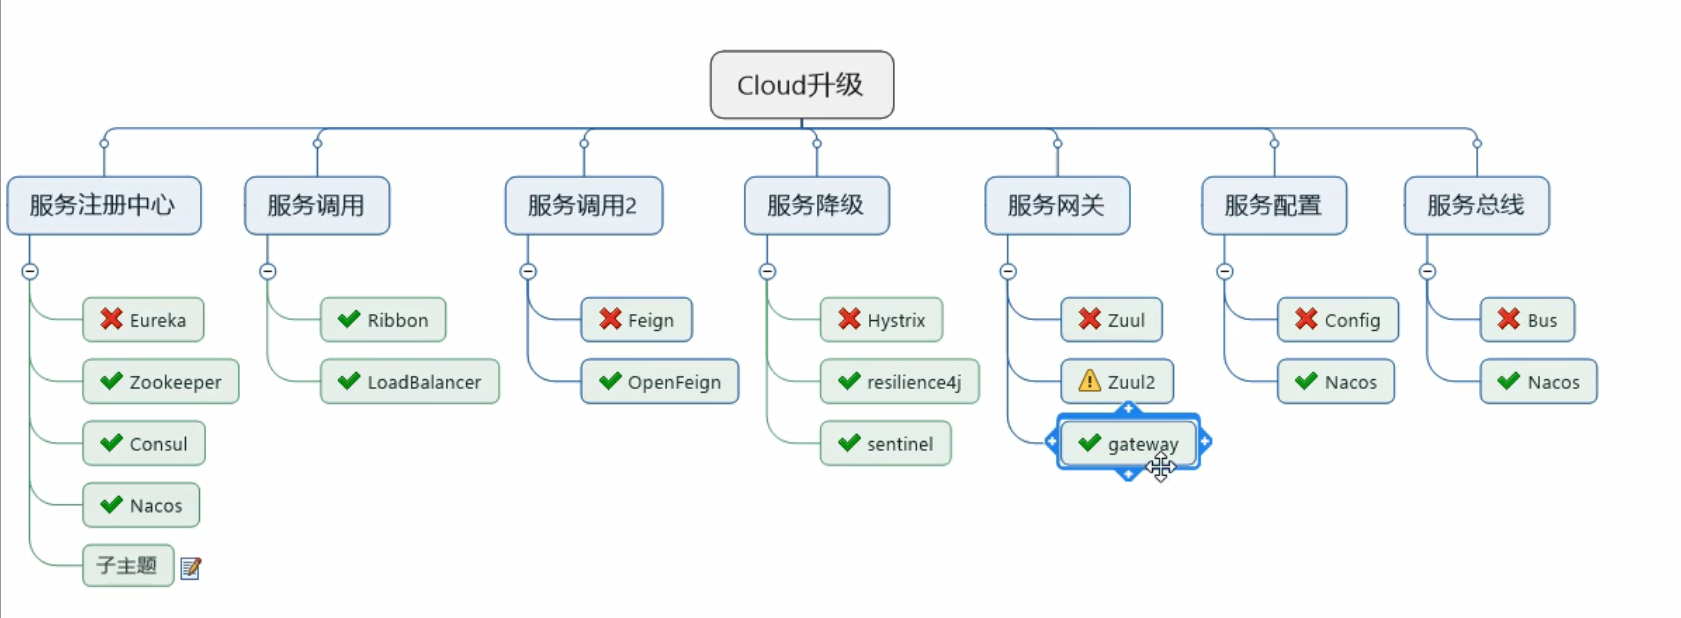 Cloud升级
服务注册中心
服务调用
服务调用2
服务降级
服务网关
服务配置
服务总线
Eureka
Zookeeper
Consul
Nacos
子主题
Ribbon
LoadBalancer
Feign
OpenFeign
Hystrix
resilience4j
sentinel
Zuul
Zuul2
gateway
Config
Nacos
Bus
Nacos